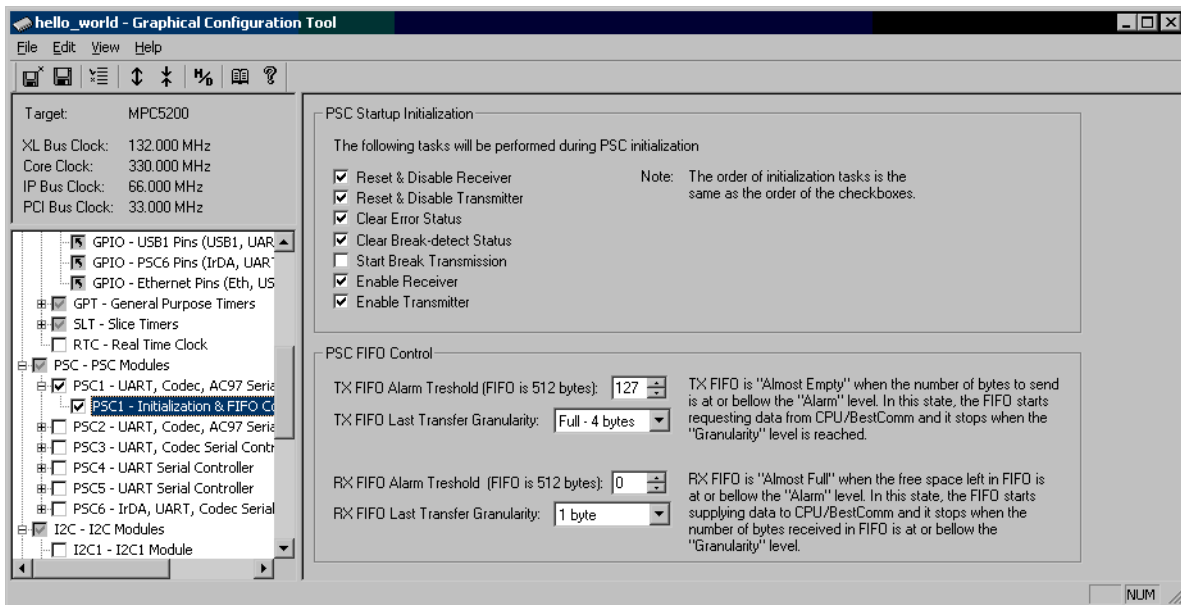 hello_world - Graphical Configuration Tool
File Edit View Help
Target: MPC5200
XL Bus Clock: 132.000 MHz
Core Clock: 330.000 MHz
IP Bus Clock: 66.000 MHz
PCI Bus Clock: 33.000 MHz
GPIO - USB1 Pins (USB1, UAR
GPIO - PSC6 Pins (IrDA, UART
GPIO - Ethernet Pins (Eth, US
GPT - General Purpose Timers
SLT - Slice Timers
RTC - Real Time Clock
PSC - PSC Modules
PSC1 - UART, Codec, AC97 Seria
PSC1 - Initialization & FIFO Co
PSC2 - UART, Codec, AC97 Seria
PSC3 - UART, Codec Serial Contr
PSC4 - UART Serial Controller
PSC5 - UART Serial Controller
PSC6 - IrDA, UART, Codec Serial
I2C - I2C Modules
I2C1 - I2C1 Module
PSC Startup Initialization
The following tasks will be performed during PSC initialization
Reset & Disable Receiver
Reset & Disable Transmitter
Clear Error Status
Clear Break-detect Status
Start Break Transmission
Enable Receiver
Enable Transmitter
Note: The order of initialization tasks is the
same as the order of the checkboxes.
PSC FIFO Control
TX FIFO Alarm Treshold (FIFO is 512 bytes): 127
TX FIFO Last Transfer Granularity: Full - 4 bytes
TX FIFO is "Almost Empty" when the number of bytes to send
is at or bellow the "Alarm" level. In this state, the FIFO starts
requesting data from CPU/BestComm and it stops when the
"Granularity" level is reached.
RX FIFO Alarm Treshold (FIFO is 512 bytes): 0
RX FIFO Last Transfer Granularity: 1 byte
RX FIFO is "Almost Full" when the free space left in FIFO is
at or bellow the "Alarm" level. In this state, the FIFO starts
supplying data to CPU/BestComm and it stops when the
number of bytes received in FIFO is at or bellow the
"Granularity" level.
NUM